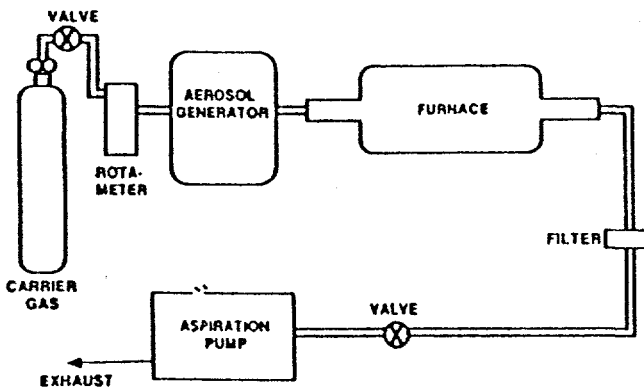 VALVE
AEROSOL
GENERATOR
FURNACE
ROTA-
METER
CARRIER
GAS
FILTER
VALVE
ASPIRATION
PUMP
EXHAUST